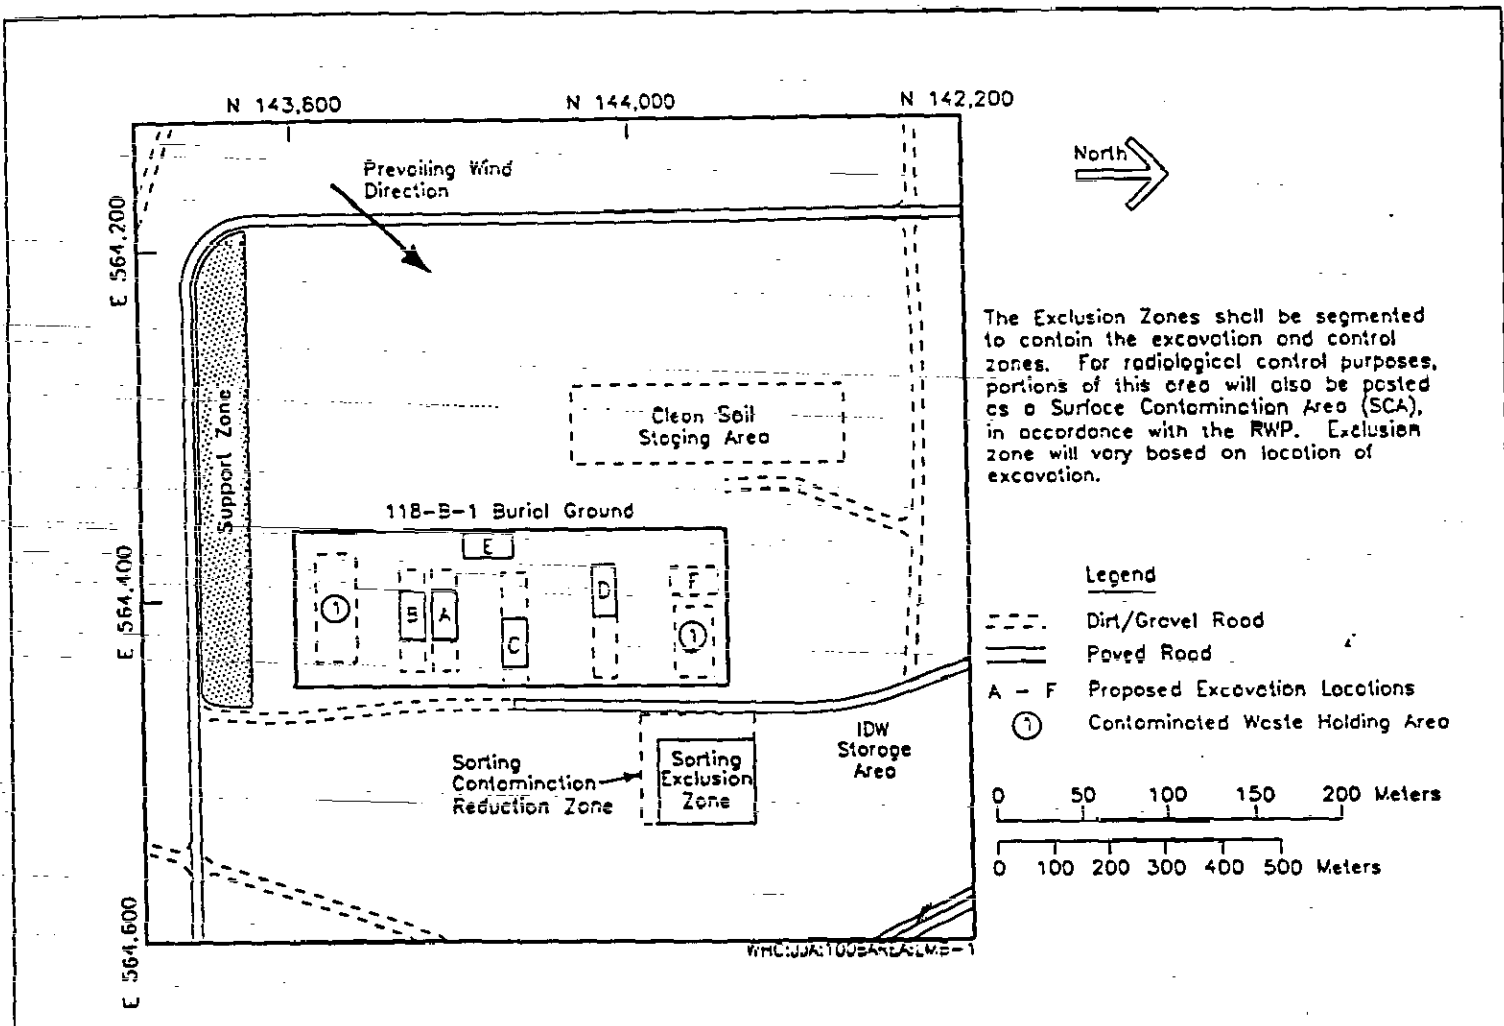 N 143,800
N 144,000
N 142,200
Prevailing Wind
Direction
North
E 564,200
E 564,400
E 564,600
Support Zone
Clean Soil
Staging Area
118-B-1 Burial Ground
1
B
A
E
C
D
F
1
Sorting
Contamination
Reduction Zone
Sorting
Exclusion
Zone
IDW
Storage
Area
The Exclusion Zones shall be segmented
to contain the excavation and control
zones. For radiological control purposes,
portions of this area will also be posted
as a Surface Contamination Area (SCA),
in accordance with the RWP. Exclusion
zone will vary based on location of
excavation.
Legend
Dirt/Gravel Road
Paved Road
A - F Proposed Excavation Locations
1 Contaminated Waste Holding Area
0 50 100 150 200 Meters
0 100 200 300 400 500 Meters